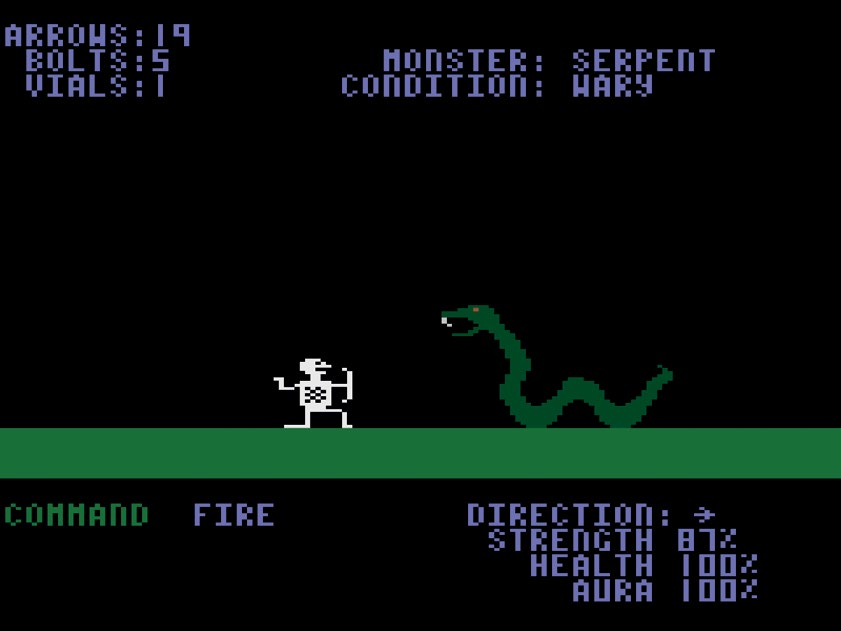 ARROWS:19
BOLTS:5
MONSTER: SERPENT
VIALS:1
CONDITION: WARY
COMMAND FIRE
DIRECTION: →
STRENGTH 87%
HEALTH 100%
AURA 100%